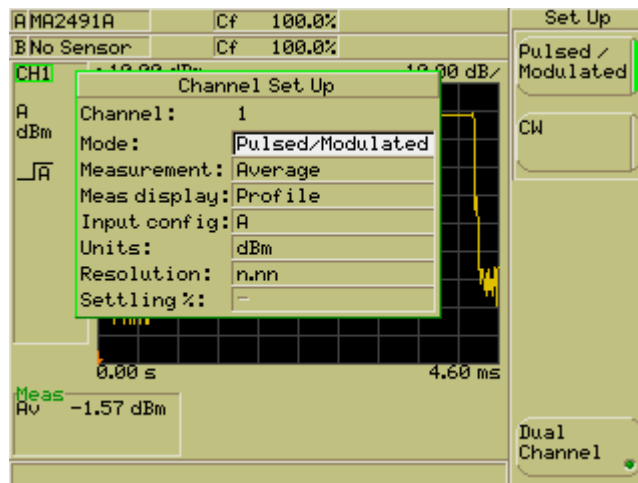 A MA2491A Cf 100.0%
Set Up
B No Sensor Cf 100.0%
Pulsed / Modulated
CH1
10.00 dB/
Channel Set Up
A
dBm
Channel: 1
Mode: Pulsed/Modulated
CW
Measurement: Average
Meas display: Profile
Input config: A
Units: dBm
Resolution: n.nn
Settling %: –
A
0.00 s 4.60 ms
Meas
Av -1.57 dBm
Dual
Channel